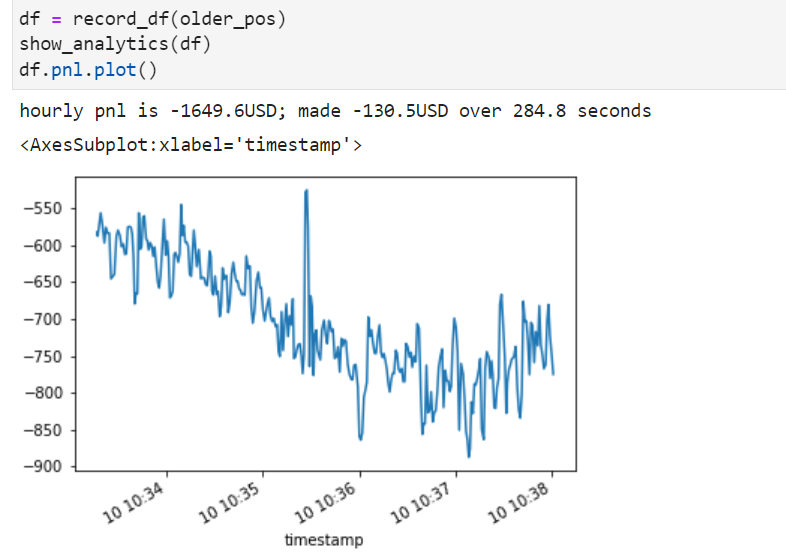 df = record_df(older_pos)
show_analytics(df)
df.pnl.plot()
hourly pnl is -1649.6USD; made -130.5USD over 284.8 seconds
<AxesSubplot:xlabel='timestamp'>
−550
−600
−650
−700
−750
−800
−850
−900
10 10:34
10 10:35
10 10:36
10 10:37
10 10:38
timestamp